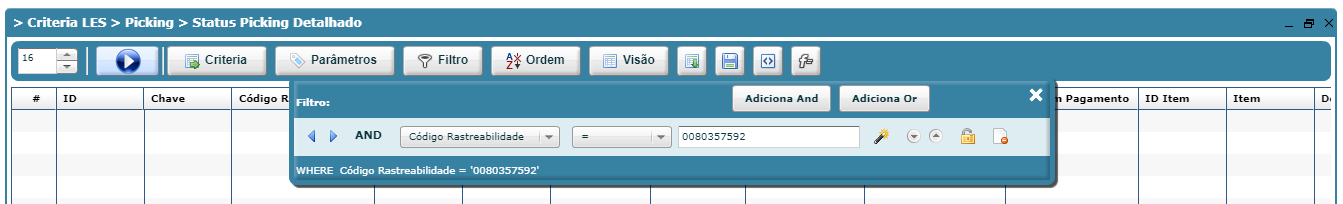 > Criteria LES > Picking > Status Picking Detalhado
16 Criteria Parâmetros Filtro Ordem Visão
# ID Chave Código R Pagamento ID Item Item
Filtro: Adiciona And Adiciona Or
AND Código Rastreabilidade = 0080357592
WHERE Código Rastreabilidade = '0080357592'